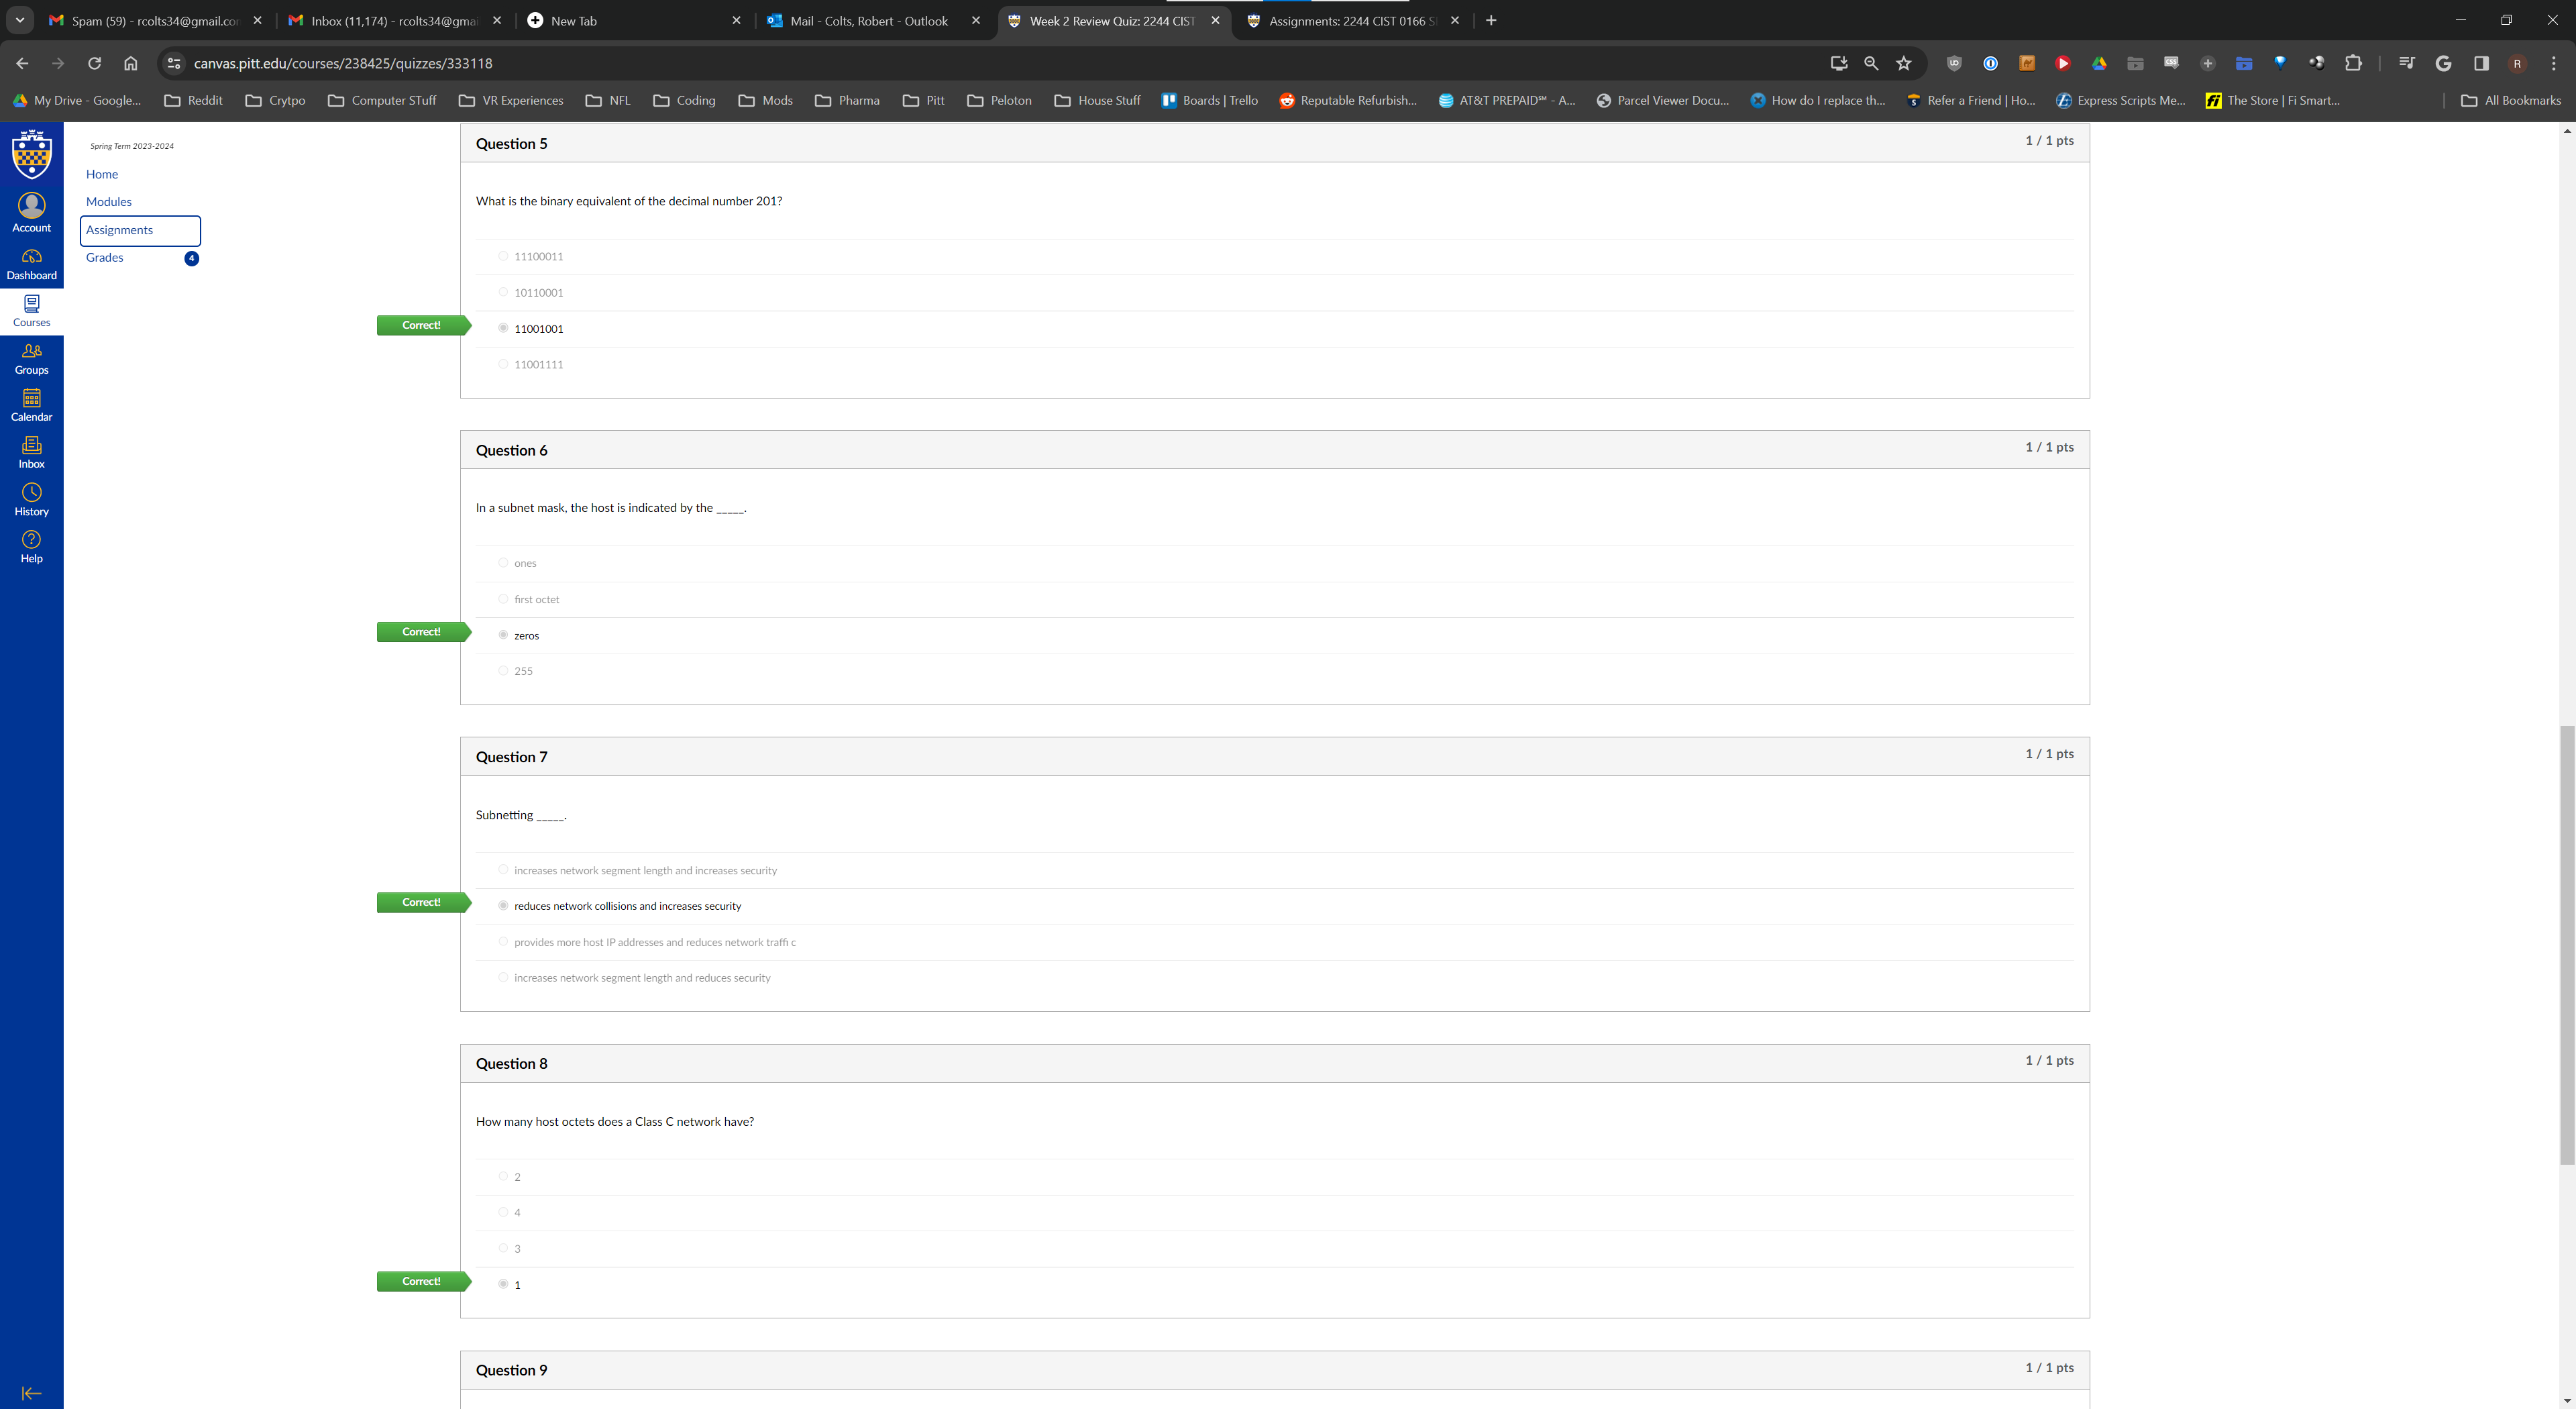 Spam (59) - rcolts34@gmail.co
Inbox (11,174) - rcolts34@gmai
New Tab
Mail - Colts, Robert - Outlook
Week 2 Review Quiz: 2244 CIST
Assignments: 2244 CIST 0166 S
canvas.pitt.edu/courses/238425/quizzes/333118
My Drive - Google...
Reddit
Crytpo
Computer STuff
VR Experiences
NFL
Coding
Mods
Pharma
Pitt
Peloton
House Stuff
Boards | Trello
Reputable Refurbish...
AT&T PREPAID℠ - A...
Parcel Viewer Docu...
How do I replace th...
Refer a Friend | Ho...
Express Scripts Me...
The Store | Fi Smart...
All Bookmarks
Account
Dashboard
Courses
Groups
Calendar
Inbox
History
Help
Spring Term 2023-2024
Home
Modules
Assignments
Grades
4
Question 5
1 / 1 pts
What is the binary equivalent of the decimal number 201?
11100011
10110001
Correct!
11001001
11001111
Question 6
1 / 1 pts
In a subnet mask, the host is indicated by the _____.
ones
first octet
Correct!
zeros
255
Question 7
1 / 1 pts
Subnetting _____.
increases network segment length and increases security
Correct!
reduces network collisions and increases security
provides more host IP addresses and reduces network traffi c
increases network segment length and reduces security
Question 8
1 / 1 pts
How many host octets does a Class C network have?
2
4
3
Correct!
1
Question 9
1 / 1 pts